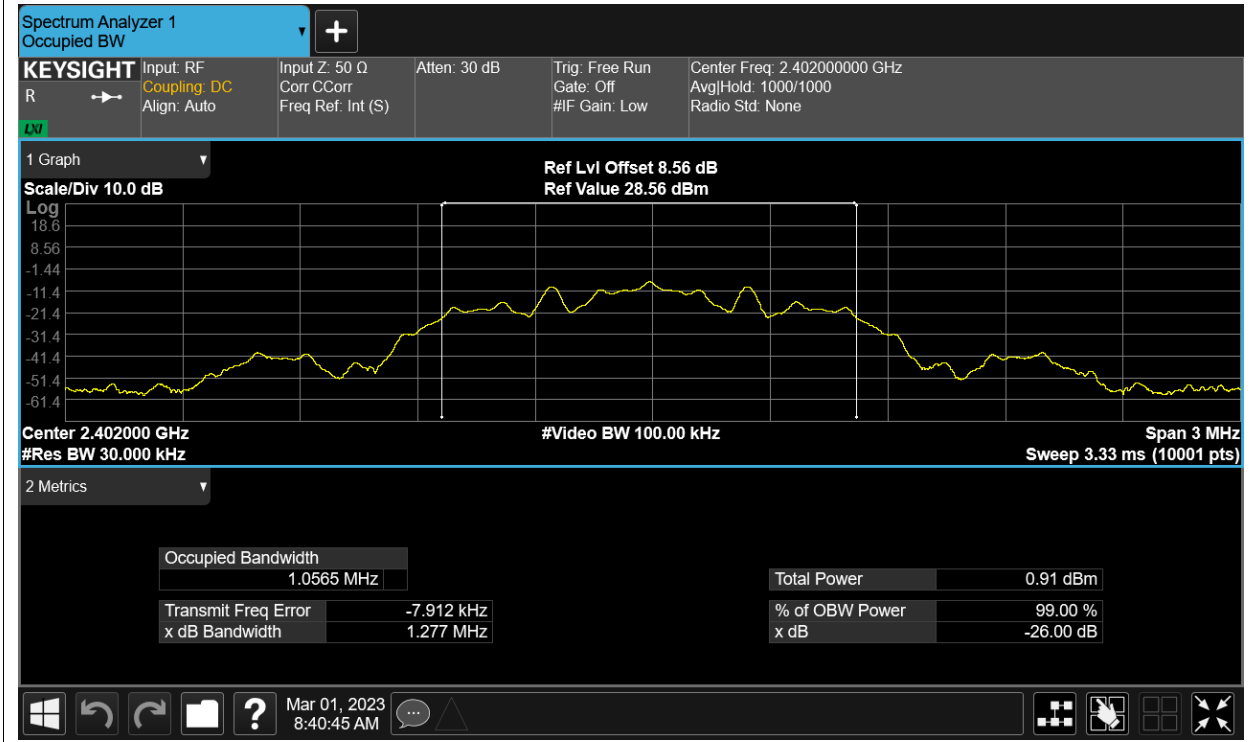 Spectrum Analyzer 1
Occupied BW
KEYSIGHT
R
LXI
Input: RF
Coupling: DC
Align: Auto
Input Z: 50 Ω
Corr CCorr
Freq Ref: Int (S)
Atten: 30 dB
Trig: Free Run
Gate: Off
#IF Gain: Low
Center Freq: 2.402000000 GHz
Avg|Hold: 1000/1000
Radio Std: None
1 Graph
Scale/Div 10.0 dB
Ref Lvl Offset 8.56 dB
Ref Value 28.56 dBm
Log
18.6
8.56
-1.44
-11.4
-21.4
-31.4
-41.4
-51.4
-61.4
Center 2.402000 GHz
#Video BW 100.00 kHz
Span 3 MHz
#Res BW 30.000 kHz
Sweep 3.33 ms (10001 pts)
2 Metrics
Occupied Bandwidth
1.0565 MHz
Total Power 0.91 dBm
Transmit Freq Error -7.912 kHz
% of OBW Power 99.00 %
x dB Bandwidth 1.277 MHz
x dB -26.00 dB
?
Mar 01, 2023
8:40:45 AM